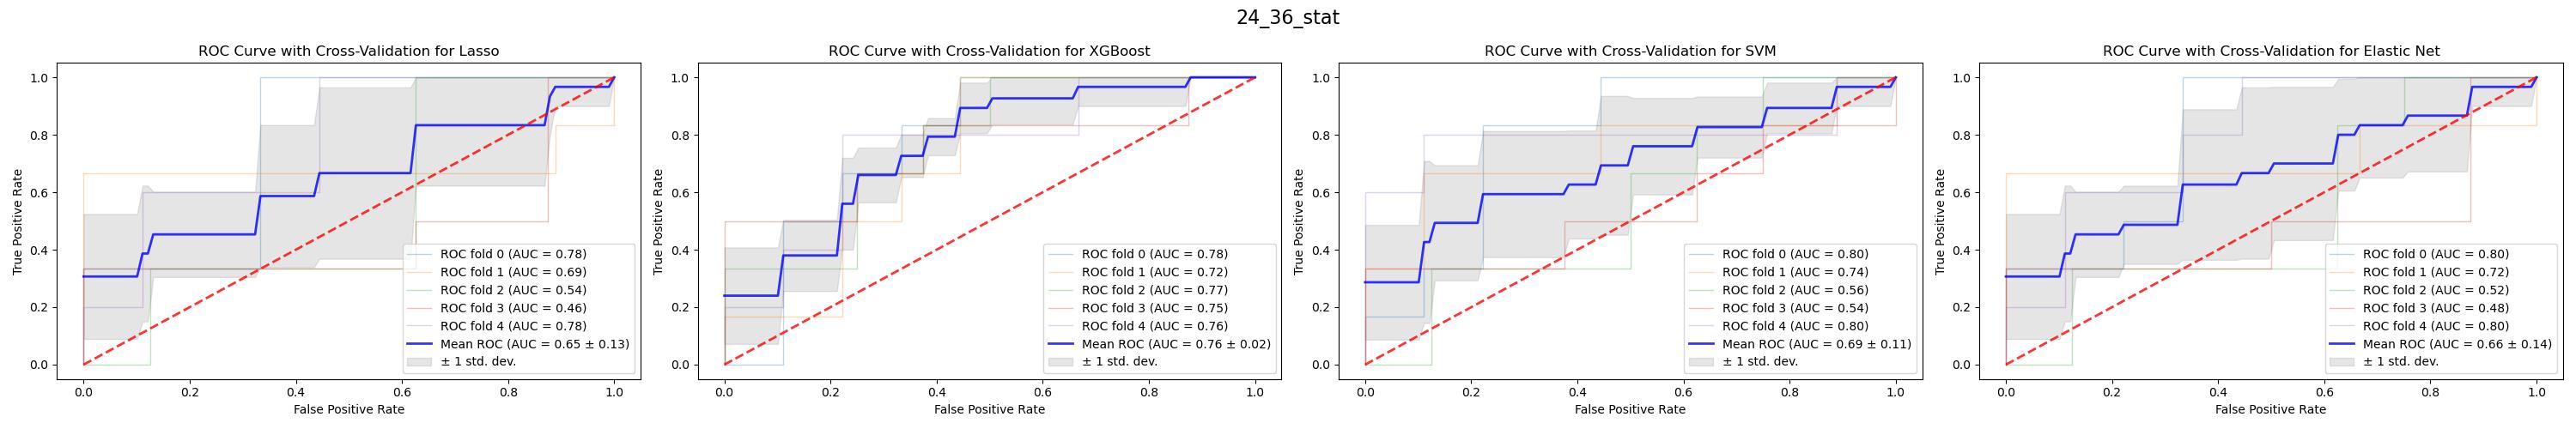 24_36_stat
ROC Curve with Cross-Validation for Lasso
True Positive Rate
1.0
0.8
0.6
0.4
0.2
0.0
ROC fold 0 (AUC = 0.78)
ROC fold 1 (AUC = 0.69)
ROC fold 2 (AUC = 0.54)
ROC fold 3 (AUC = 0.46)
ROC fold 4 (AUC = 0.78)
Mean ROC (AUC = 0.65 ± 0.13)
± 1 std. dev.
0.0 0.2 0.4 0.6 0.8 1.0
False Positive Rate
ROC Curve with Cross-Validation for XGBoost
True Positive Rate
1.0
0.8
0.6
0.4
0.2
0.0
ROC fold 0 (AUC = 0.78)
ROC fold 1 (AUC = 0.72)
ROC fold 2 (AUC = 0.77)
ROC fold 3 (AUC = 0.75)
ROC fold 4 (AUC = 0.76)
Mean ROC (AUC = 0.76 ± 0.02)
± 1 std. dev.
0.0 0.2 0.4 0.6 0.8 1.0
False Positive Rate
ROC Curve with Cross-Validation for SVM
True Positive Rate
1.0
0.8
0.6
0.4
0.2
0.0
ROC fold 0 (AUC = 0.80)
ROC fold 1 (AUC = 0.74)
ROC fold 2 (AUC = 0.56)
ROC fold 3 (AUC = 0.54)
ROC fold 4 (AUC = 0.80)
Mean ROC (AUC = 0.69 ± 0.11)
± 1 std. dev.
0.0 0.2 0.4 0.6 0.8 1.0
False Positive Rate
ROC Curve with Cross-Validation for Elastic Net
True Positive Rate
1.0
0.8
0.6
0.4
0.2
0.0
ROC fold 0 (AUC = 0.80)
ROC fold 1 (AUC = 0.72)
ROC fold 2 (AUC = 0.52)
ROC fold 3 (AUC = 0.48)
ROC fold 4 (AUC = 0.80)
Mean ROC (AUC = 0.66 ± 0.14)
± 1 std. dev.
0.0 0.2 0.4 0.6 0.8 1.0
False Positive Rate